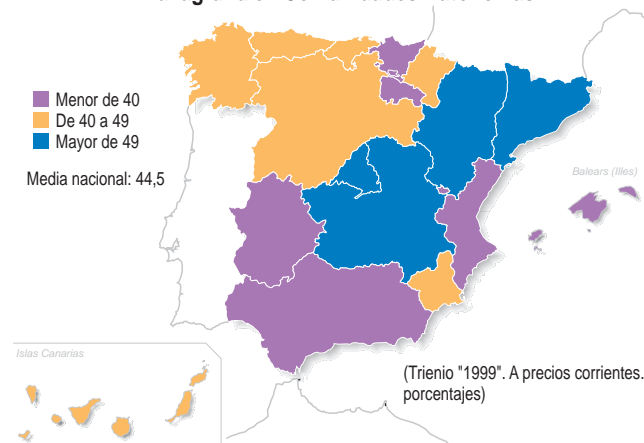 Menor de 40
De 40 a 49
Mayor de 49
Media nacional: 44,5
Balears (Illes)
Islas Canarias
(Trienio "1999". A precios corrientes.
porcentajes)